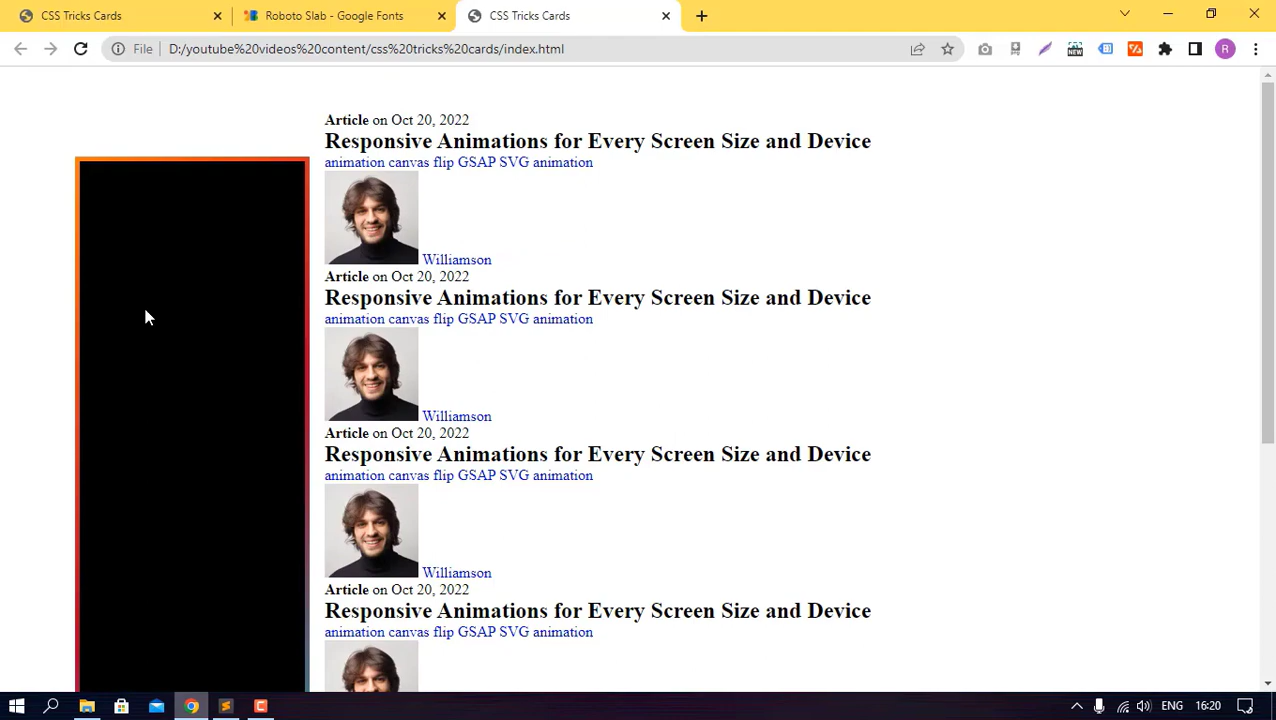 CSS Tricks Cards
Roboto Slab - Google Fonts
CSS Tricks Cards
File
D:/youtube%20videos%20content/css%20tricks%20cards/index.html
NEW
R
Article on Oct 20, 2022
Responsive Animations for Every Screen Size and Device
animation canvas flip GSAP SVG animation
Williamson
Article on Oct 20, 2022
Responsive Animations for Every Screen Size and Device
animation canvas flip GSAP SVG animation
Williamson
Article on Oct 20, 2022
Responsive Animations for Every Screen Size and Device
animation canvas flip GSAP SVG animation
Williamson
Article on Oct 20, 2022
Responsive Animations for Every Screen Size and Device
animation canvas flip GSAP SVG animation
ENG
16:20